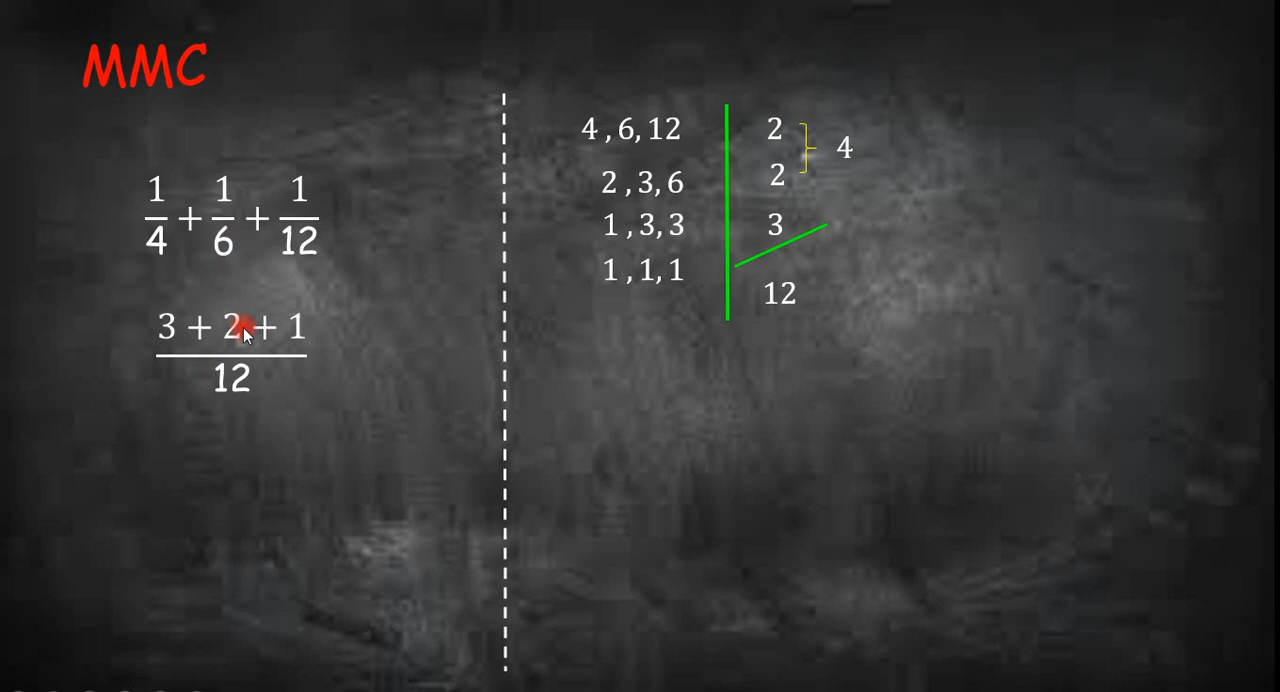 MMC
1/4 + 1/6 + 1/12
3 + 2 + 1
12
4 , 6, 12 2
2 , 3, 6 2
4
1 , 3, 3 3
1 , 1, 1
12